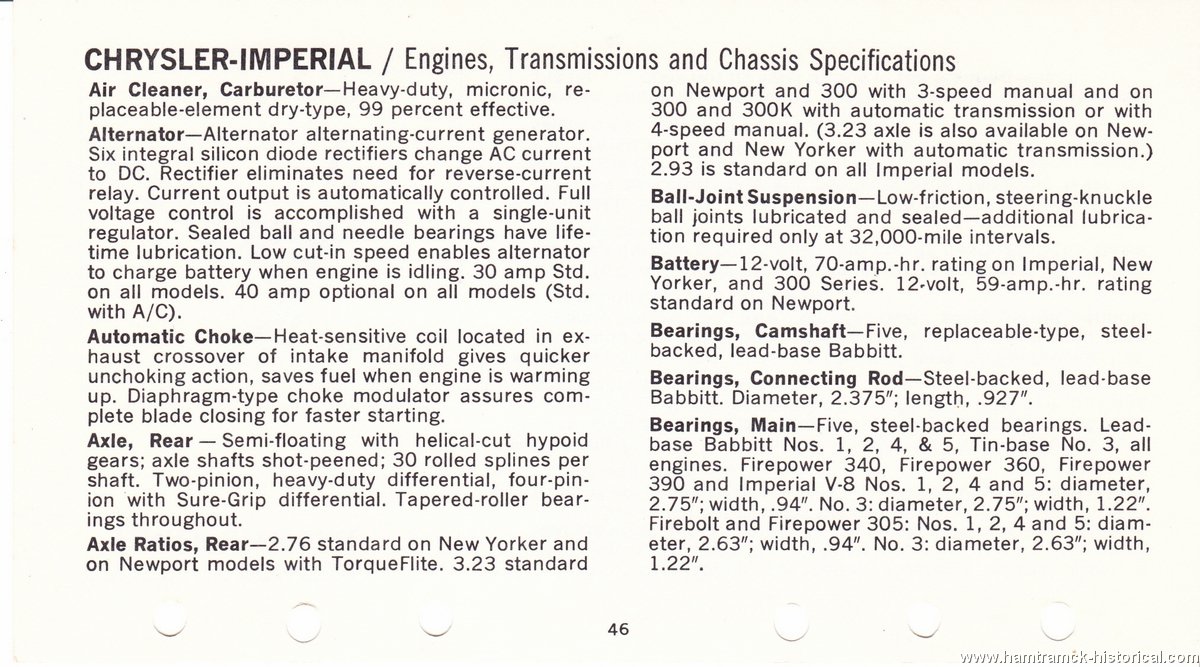 CHRYSLER-IMPERIAL / Engines, Transmissions and Chassis Specifications
Air Cleaner, Carburetor—Heavy-duty, micronic, re-
placeable-element dry-type, 99 percent effective.
Alternator—Alternator alternating-current generator.
Six integral silicon diode rectifiers change AC current
to DC. Rectifier eliminates need for reverse-current
relay. Current output is automatically controlled. Full
voltage control is accomplished with a single-unit
regulator. Sealed ball and needle bearings have life-
time lubrication. Low cut-in speed enables alternator
to charge battery when engine is idling. 30 amp Std.
on all models. 40 amp optional on all models (Std.
with A/C).
Automatic Choke—Heat-sensitive coil located in ex-
haust crossover of intake manifold gives quicker
unchoking action, saves fuel when engine is warming
up. Diaphragm-type choke modulator assures com-
plete blade closing for faster starting.
Axle, Rear — Semi-floating with helical-cut hypoid
gears; axle shafts shot-peened; 30 rolled splines per
shaft. Two-pinion, heavy-duty differential, four-pin-
ion with Sure-Grip differential. Tapered-roller bear-
ings throughout.
Axle Ratios, Rear—2.76 standard on New Yorker and
on Newport models with TorqueFlite. 3.23 standard
on Newport and 300 with 3-speed manual and on
300 and 300K with automatic transmission or with
4-speed manual. (3.23 axle is also available on New-
port and New Yorker with automatic transmission.)
2.93 is standard on all Imperial models.
Ball-Joint Suspension—Low-friction, steering-knuckle
ball joints lubricated and sealed—additional lubrica-
tion required only at 32,000-mile intervals.
Battery—12-volt, 70-amp.-hr. rating on Imperial, New
Yorker, and 300 Series. 12-volt, 59-amp.-hr. rating
standard on Newport.
Bearings, Camshaft—Five, replaceable-type, steel-
backed, lead-base Babbitt.
Bearings, Connecting Rod—Steel-backed, lead-base
Babbitt. Diameter, 2.375"; length, .927".
Bearings, Main—Five, steel-backed bearings. Lead-
base Babbitt Nos. 1, 2, 4, & 5, Tin-base No. 3, all
engines. Firepower 340, Firepower 360, Firepower
390 and Imperial V-8 Nos. 1, 2, 4 and 5: diameter,
2.75"; width, .94". No. 3: diameter, 2.75"; width, 1.22".
Firebolt and Firepower 305: Nos. 1, 2, 4 and 5: diam-
eter, 2.63"; width, .94". No. 3: diameter, 2.63"; width,
1.22".
46
www.hamtramck-historical.com